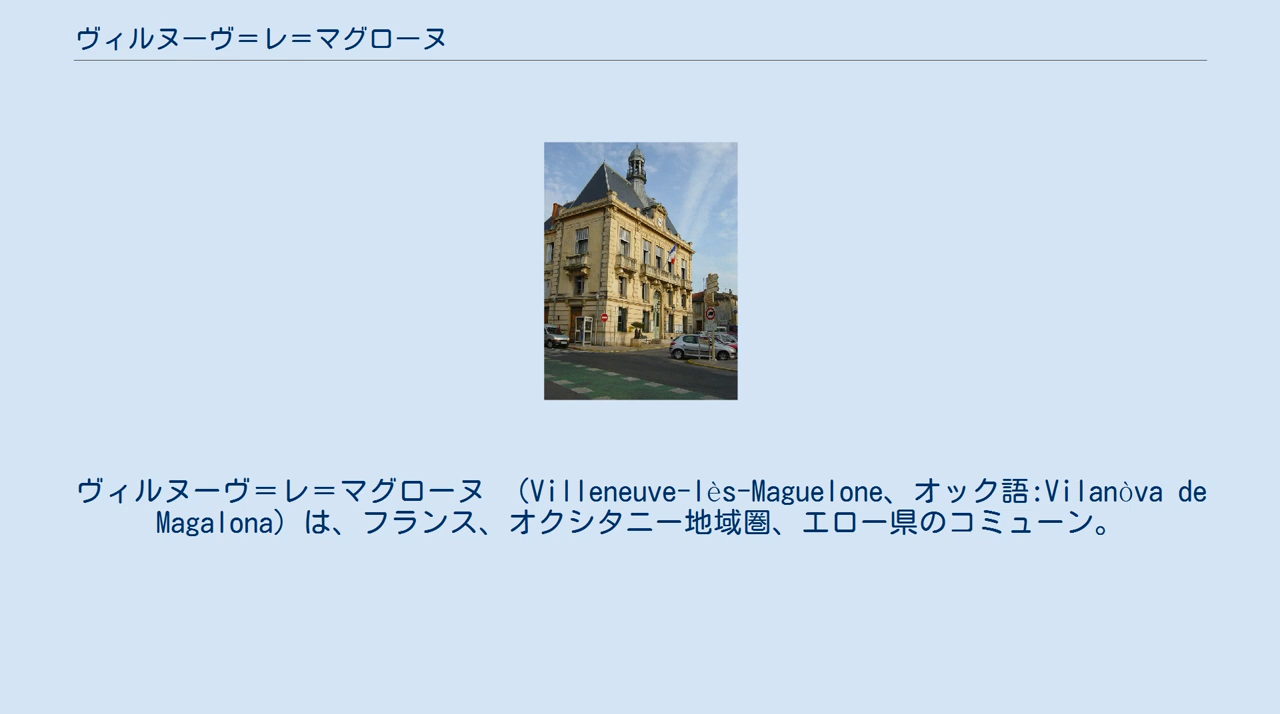 ヴィルヌーヴ＝レ＝マグローヌ
ヴィルヌーヴ＝レ＝マグローヌ （Villeneuve-lès-Maguelone、オック語:Vilanòva de
Magalona）は、フランス、オクシタニー地域圏、エロー県のコミューン。